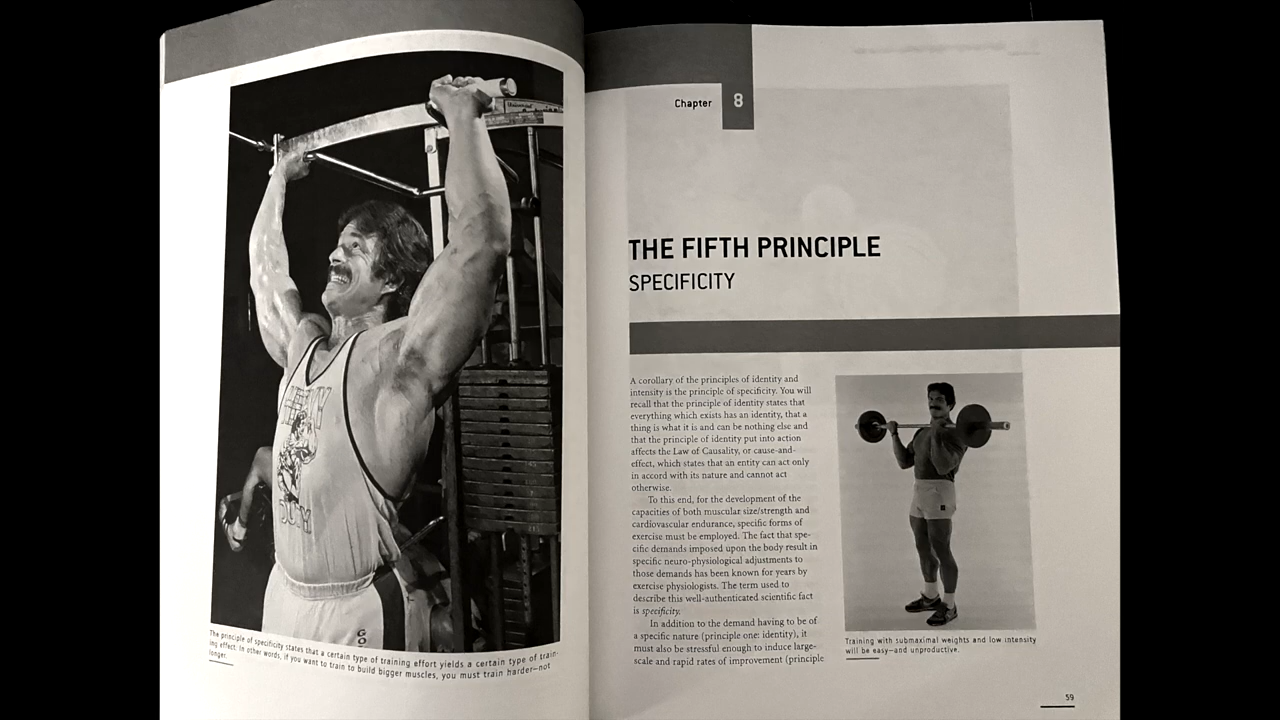 HEAVY
DUTY
GO
The principle of specificity states that a certain type of training effort yields a certain type of train-
ing effect. In other words, if you want to train to build bigger muscles, you must train harder—not
longer.
Chapter 8
THE FIFTH PRINCIPLE
SPECIFICITY
A corollary of the principles of identity and
intensity is the principle of specificity. You will
recall that the principle of identity states that
everything which exists has an identity, that a
thing is what it is and can be nothing else and
that the principle of identity put into action
affects the Law of Causality, or cause-and-
effect, which states that an entity can act only
in accord with its nature and cannot act
otherwise.
To this end, for the development of the
capacities of both muscular size/strength and
cardiovascular endurance, specific forms of
exercise must be employed. The fact that spe-
cific demands imposed upon the body result in
specific neuro-physiological adjustments to
those demands has been known for years by
exercise physiologists. The term used to
describe this well-authenticated scientific fact
is specificity.
In addition to the demand having to be of
a specific nature (principle one: identity), it
must also be stressful enough to induce large-
scale and rapid rates of improvement (principle
Training with submaximal weights and low intensity
will be easy—and unproductive.
59